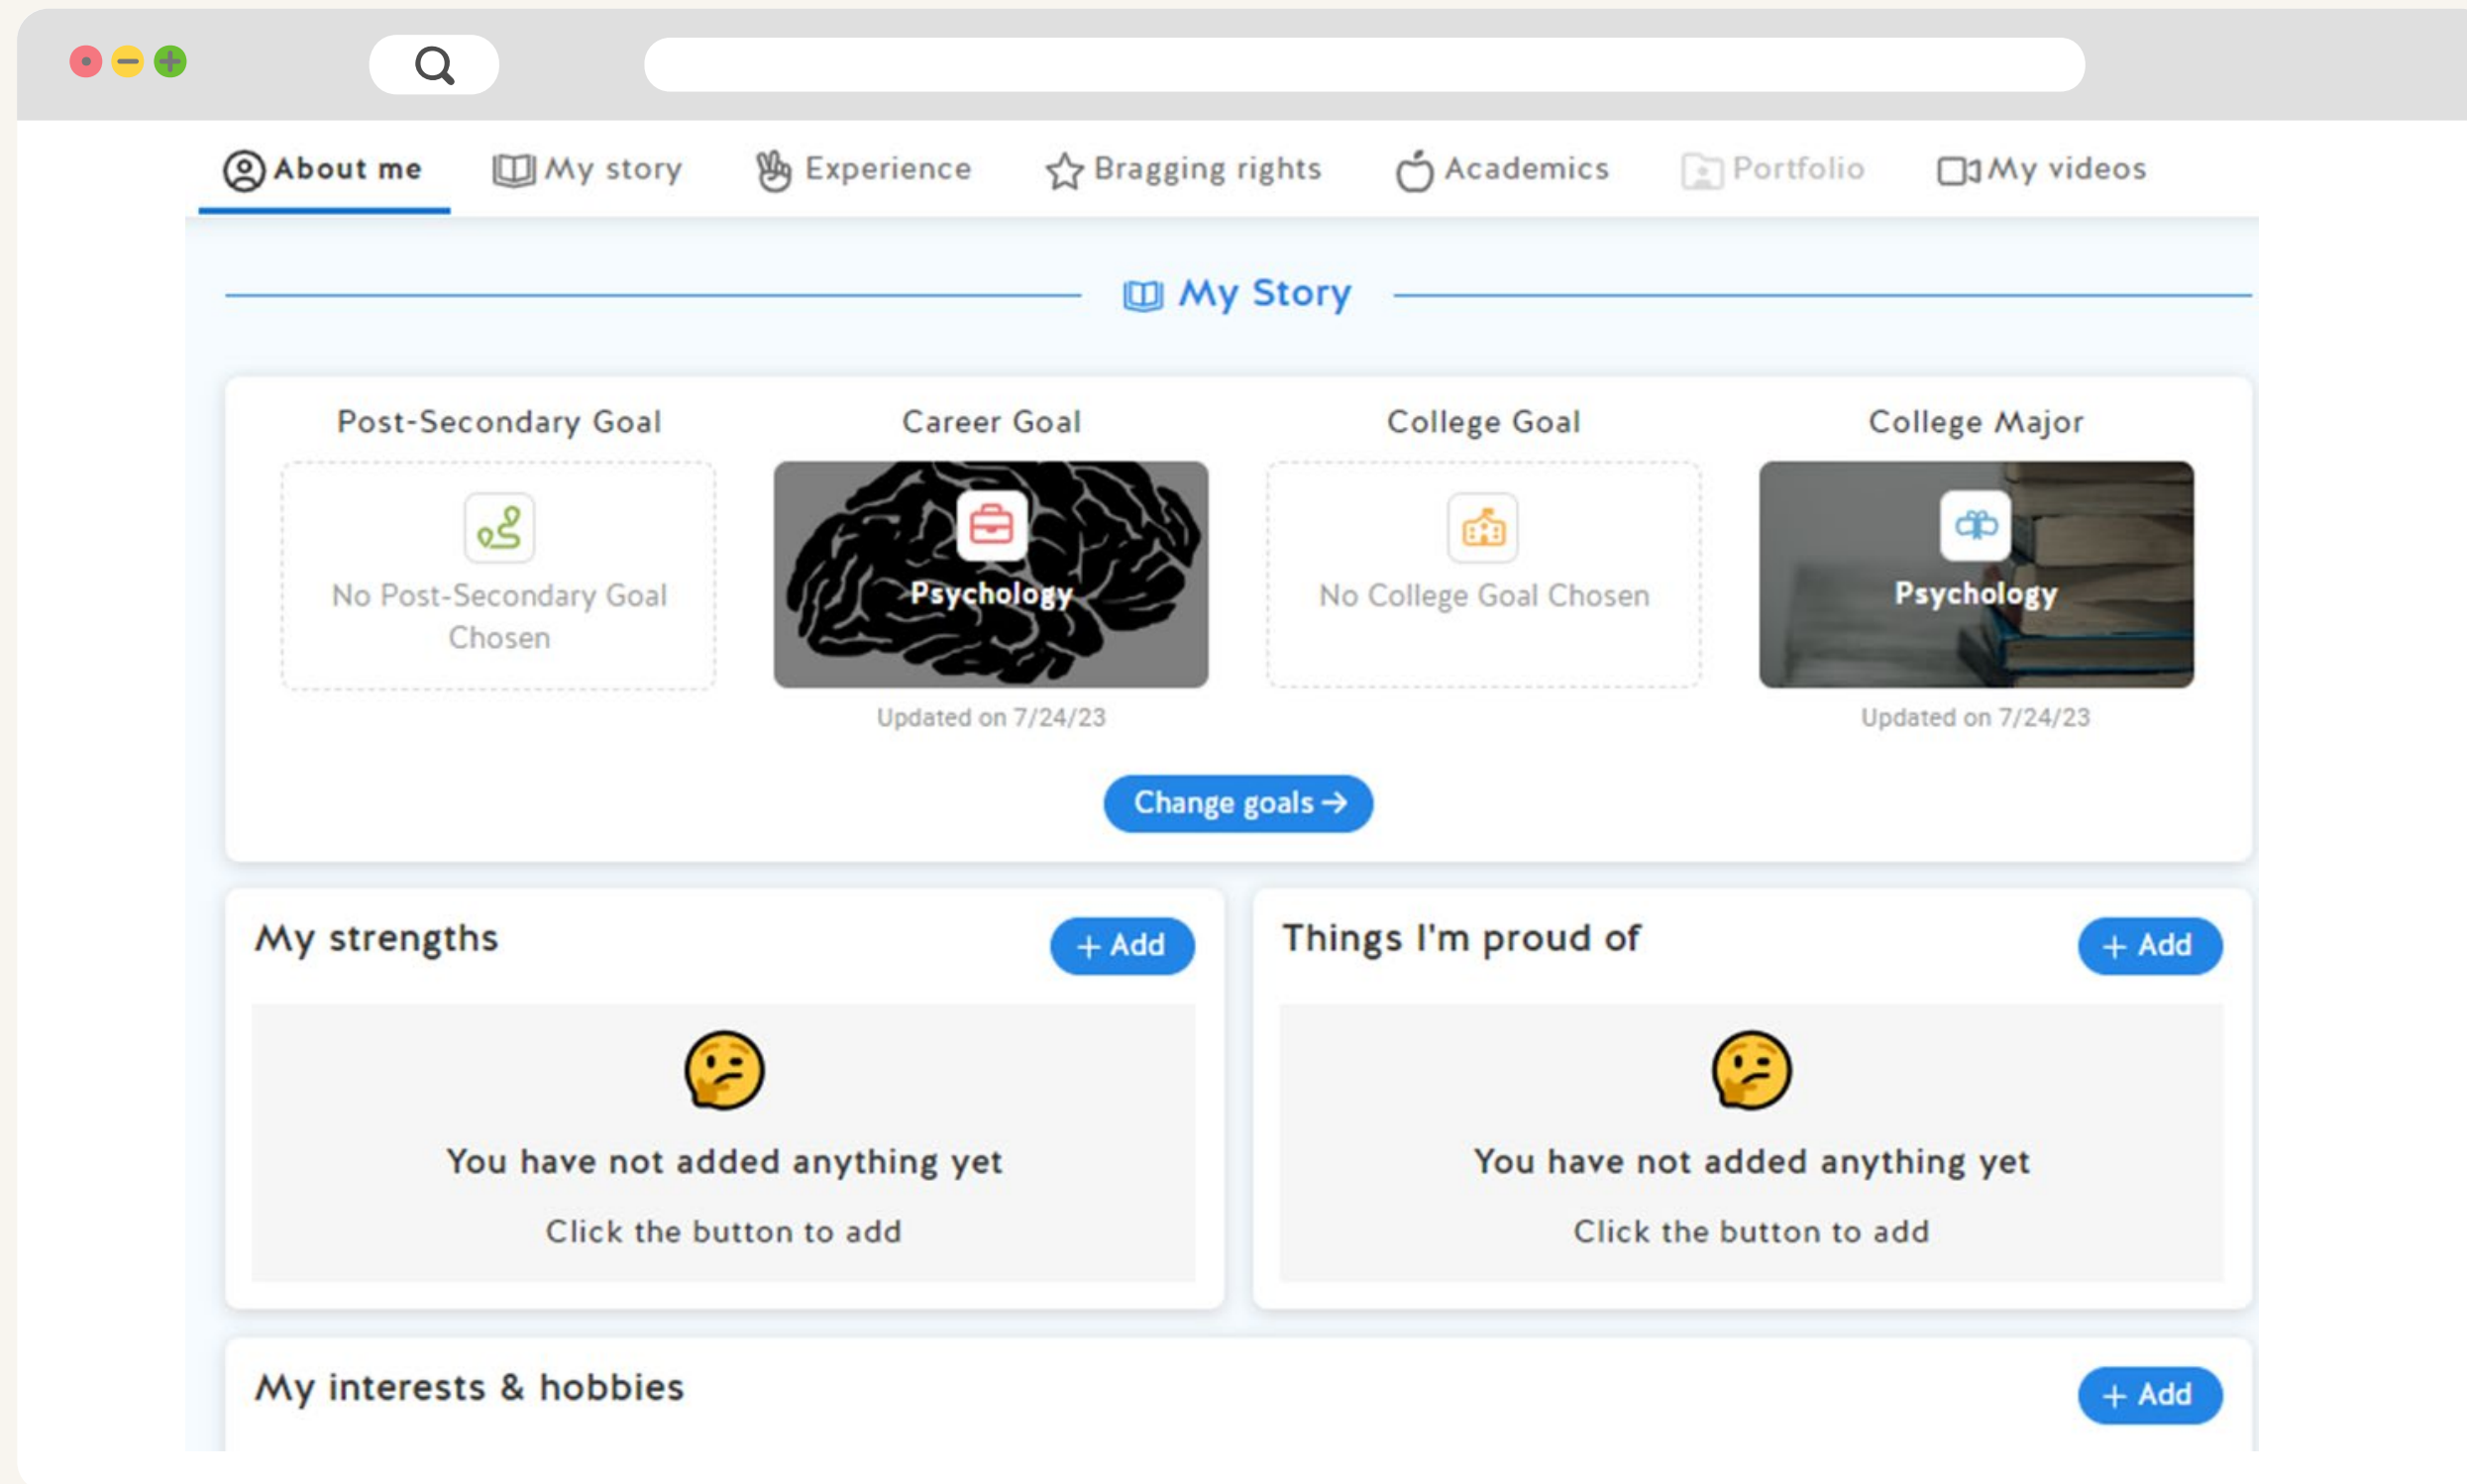 About me My story Experience Bragging rights Academics Portfolio My videos
My Story
Post-Secondary Goal Career Goal College Goal College Major
No Post-Secondary Goal
Chosen
Psychology
No College Goal Chosen
Psychology
Updated on 7/24/23 Updated on 7/24/23
Change goals →
My strengths
+ Add
You have not added anything yet
Click the button to add
Things I'm proud of
+ Add
You have not added anything yet
Click the button to add
My interests & hobbies
+ Add